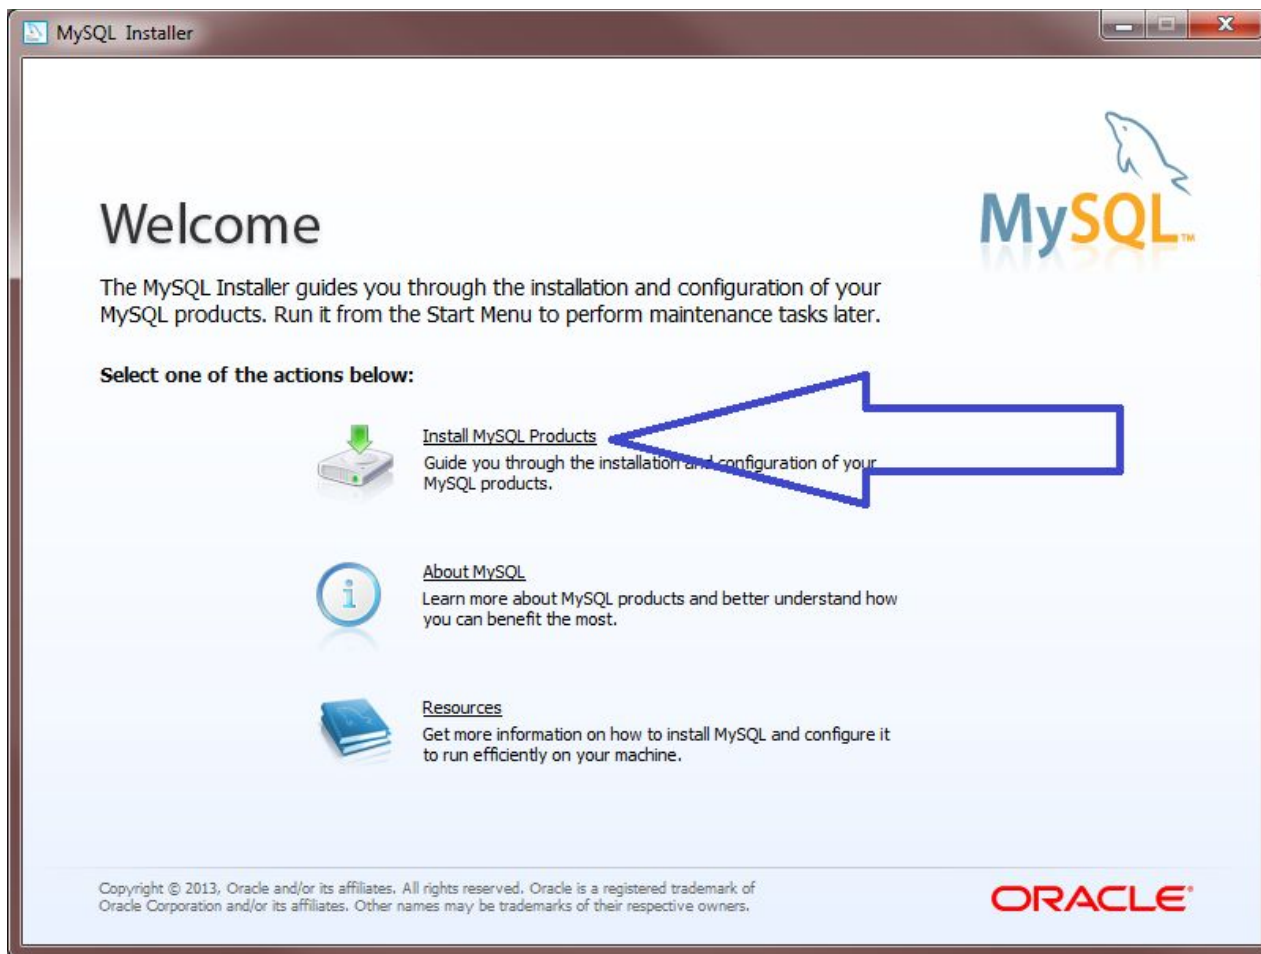 MySQL Installer
MySQL™
Welcome
The MySQL Installer guides you through the installation and configuration of your
MySQL products. Run it from the Start Menu to perform maintenance tasks later.
Select one of the actions below:
Install MySQL Products
Guide you through the installation and configuration of your
MySQL products.
About MySQL
Learn more about MySQL products and better understand how
you can benefit the most.
Resources
Get more information on how to install MySQL and configure it
to run efficiently on your machine.
Copyright © 2013, Oracle and/or its affiliates. All rights reserved. Oracle is a registered trademark of
Oracle Corporation and/or its affiliates. Other names may be trademarks of their respective owners.
ORACLE®